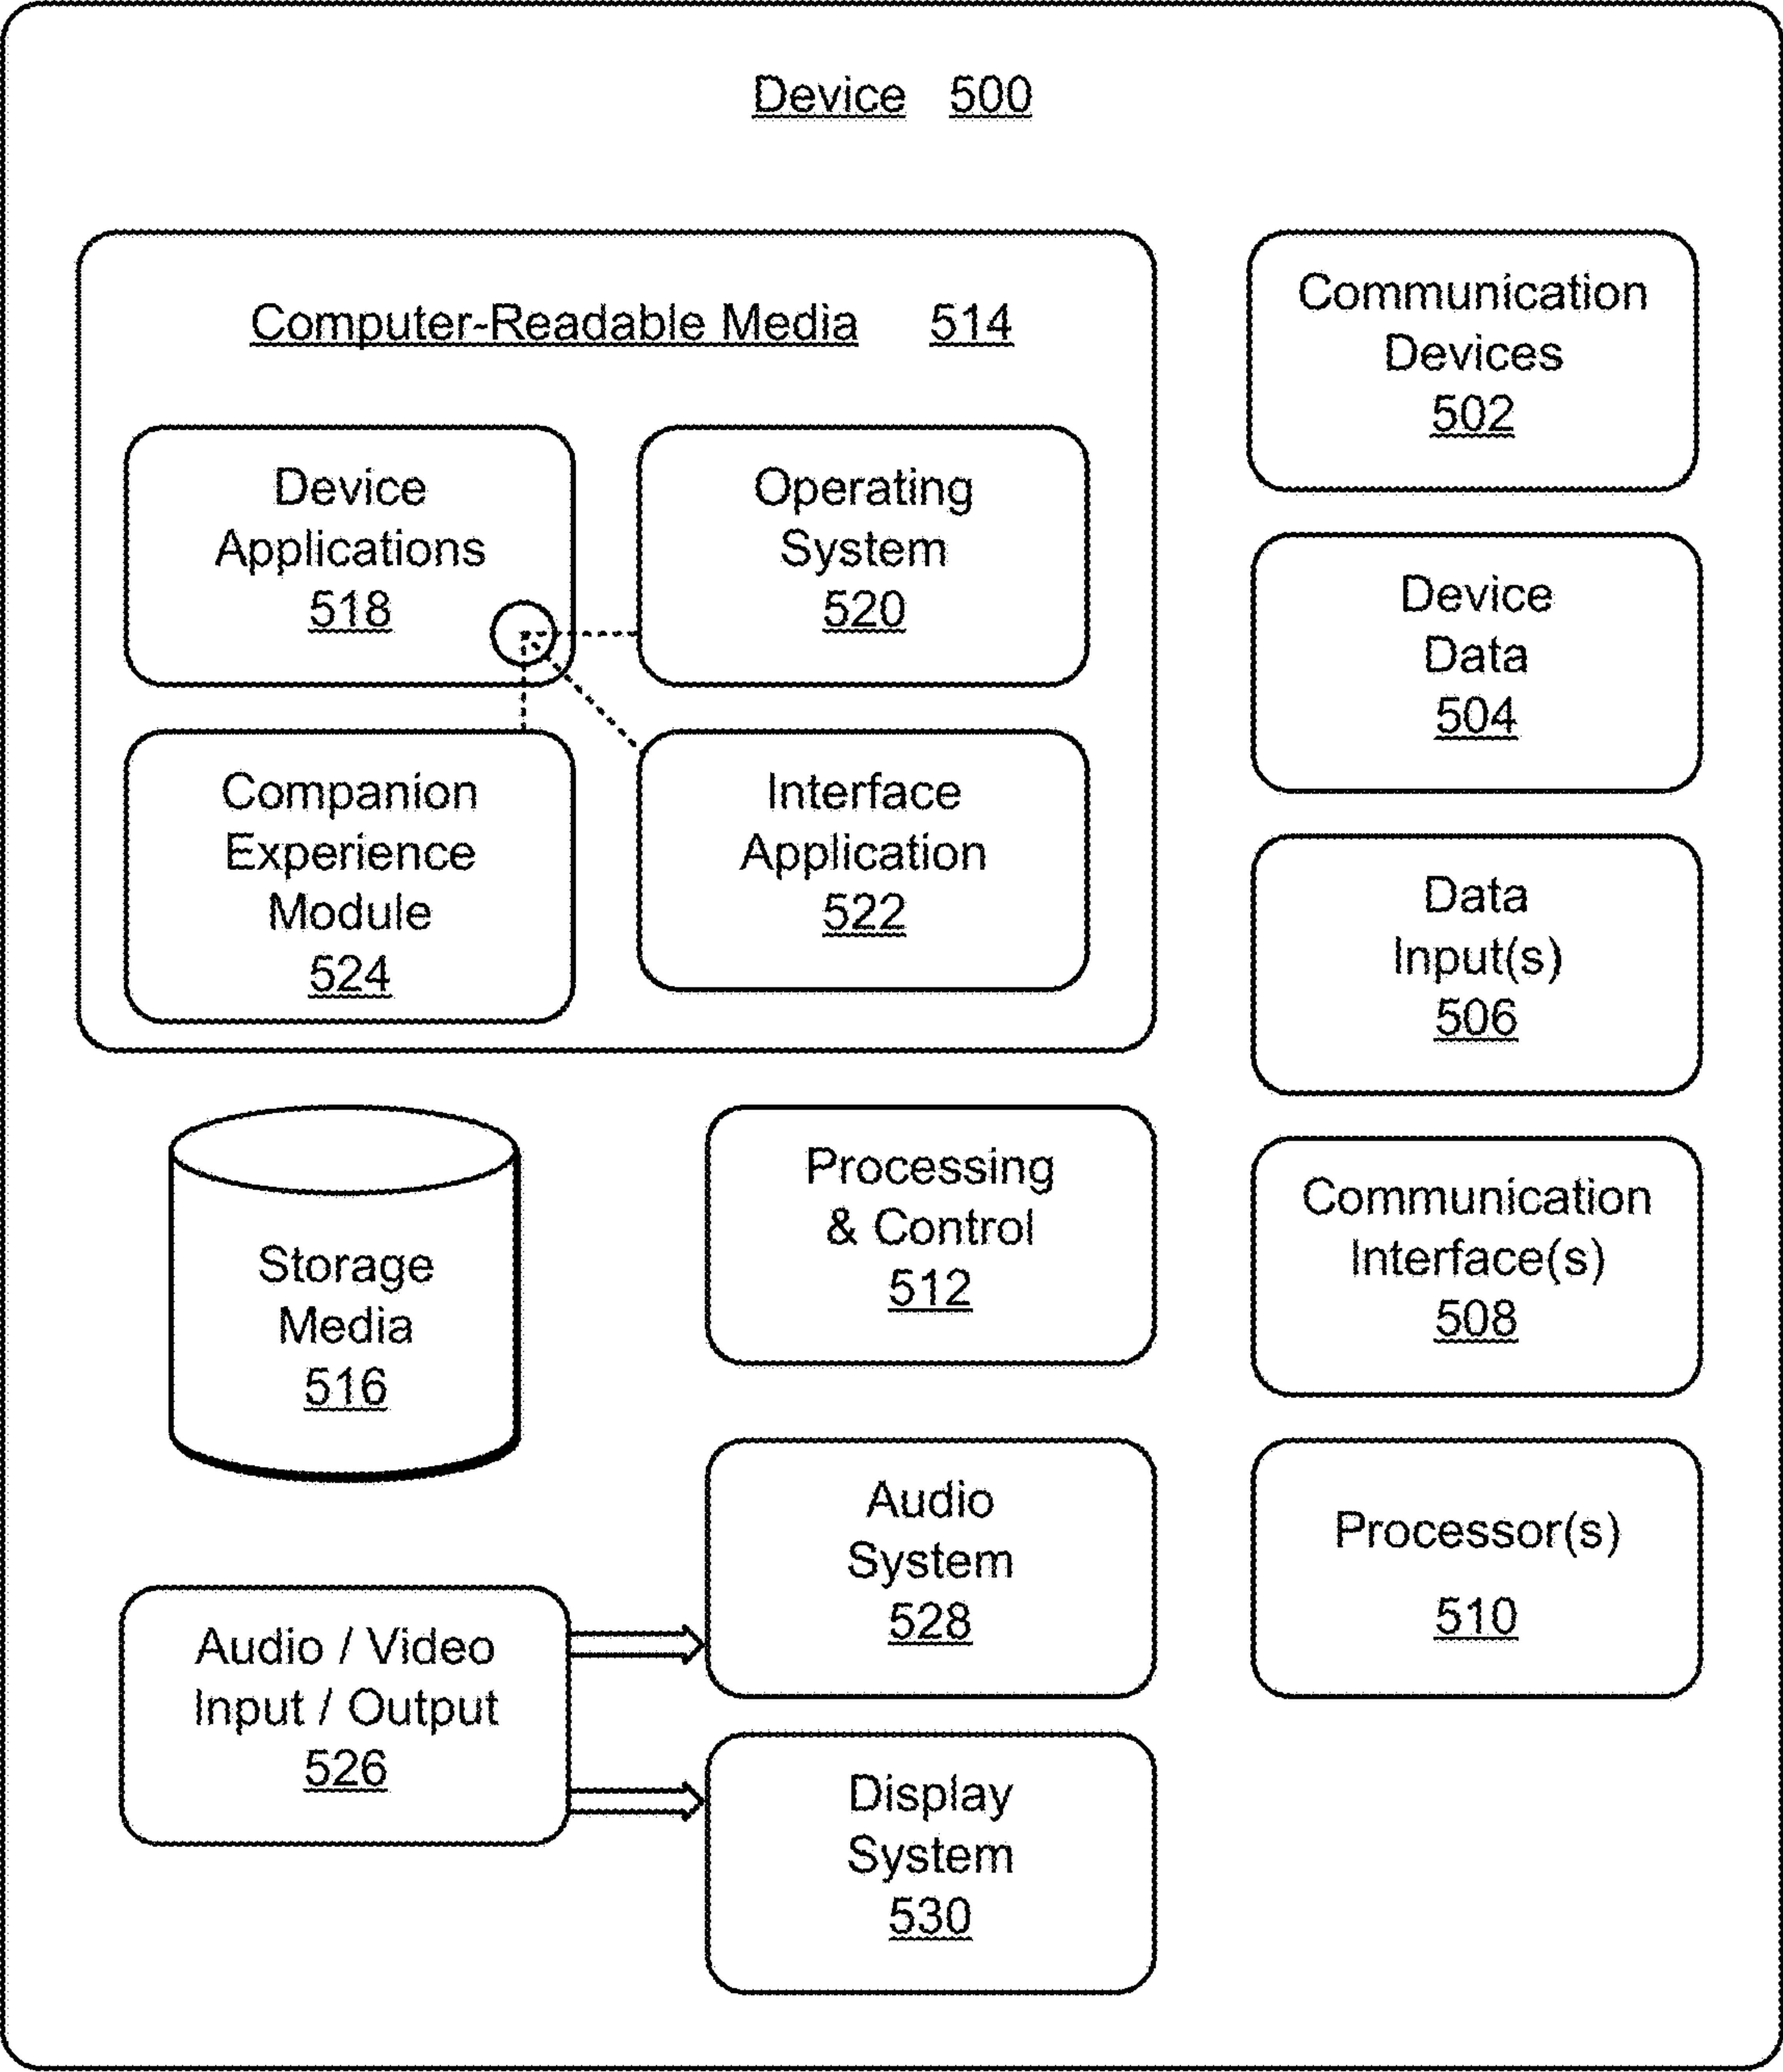 Device 500
Computer-Readable Media 514
Device
Applications
518
Operating
System
520
Companion
Experience
Module
524
Interface
Application
522
Communication
Devices
502
Device
Data
504
Data
Input(s)
506
Communication
Interface(s)
508
Processor(s)
510
Storage
Media
516
Processing
& Control
512
Audio / Video
Input / Output
526
Audio
System
528
Display
System
530